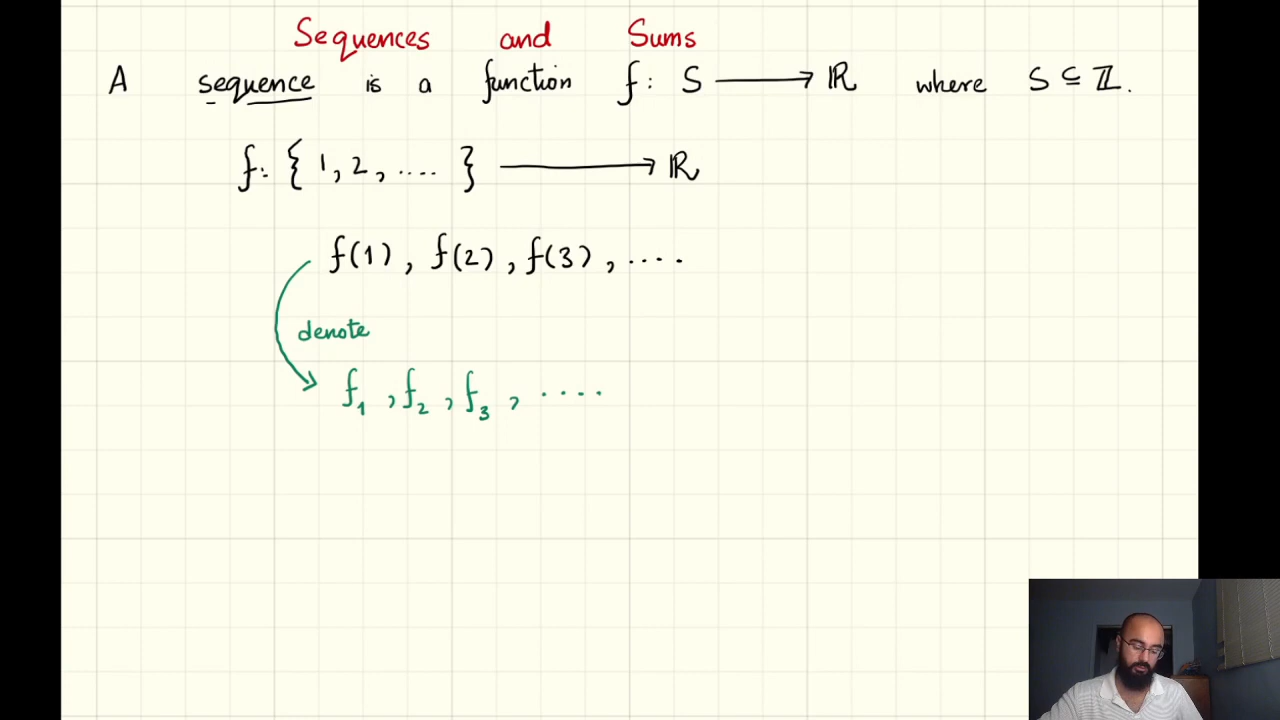 Sequences and Sums
A sequence is a function f: S ⟶ ℝ where S ⊆ ℤ.
f: { 1, 2, .... } ⟶ ℝ
f(1), f(2), f(3), ....
denote
f₁, f₂, f₃, ....